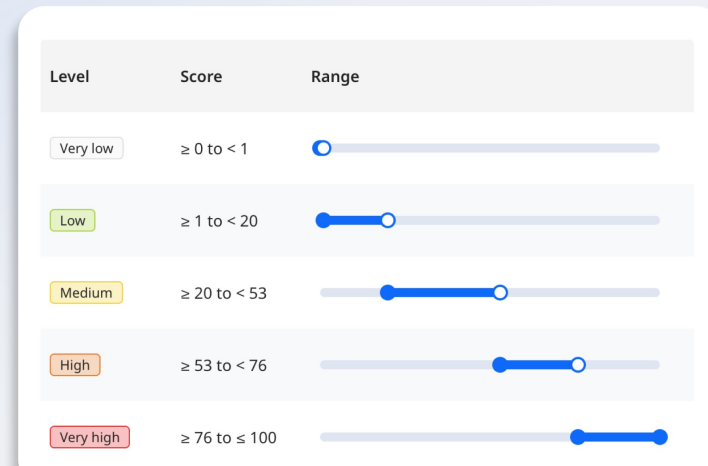 Level Score Range
Very low ≥ 0 to < 1
Low ≥ 1 to < 20
Medium ≥ 20 to < 53
High ≥ 53 to < 76
Very high ≥ 76 to ≤ 100